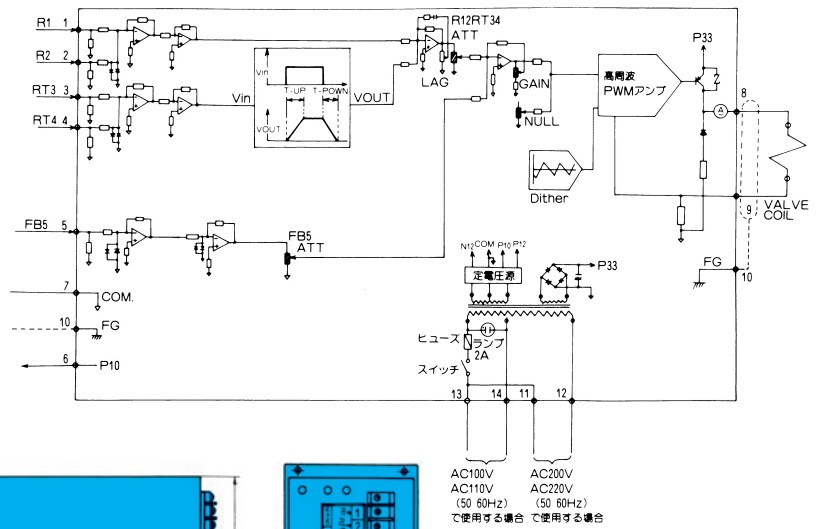 R1 1
R2 2
RT3 3
RT4 4
Vin
Vin
T-UP T-POWN
VOUT
VOUT
LAG
R12RT34
ATT
GAIN
NULL
高周波
PWMアンプ
P33
A
8
VALVE
COIL
9
FG
10
Dither
FB5 5
FB5
ATT
7
COM.
10 FG
6 P10
N12 COM P10 P12
定電圧源
P33
ヒューズ
ランプ
2A
スイッチ
13 14 11 12
AC100V
AC110V
(50 60Hz)
で使用する場合
AC200V
AC220V
(50 60Hz)
で使用する場合
1
2